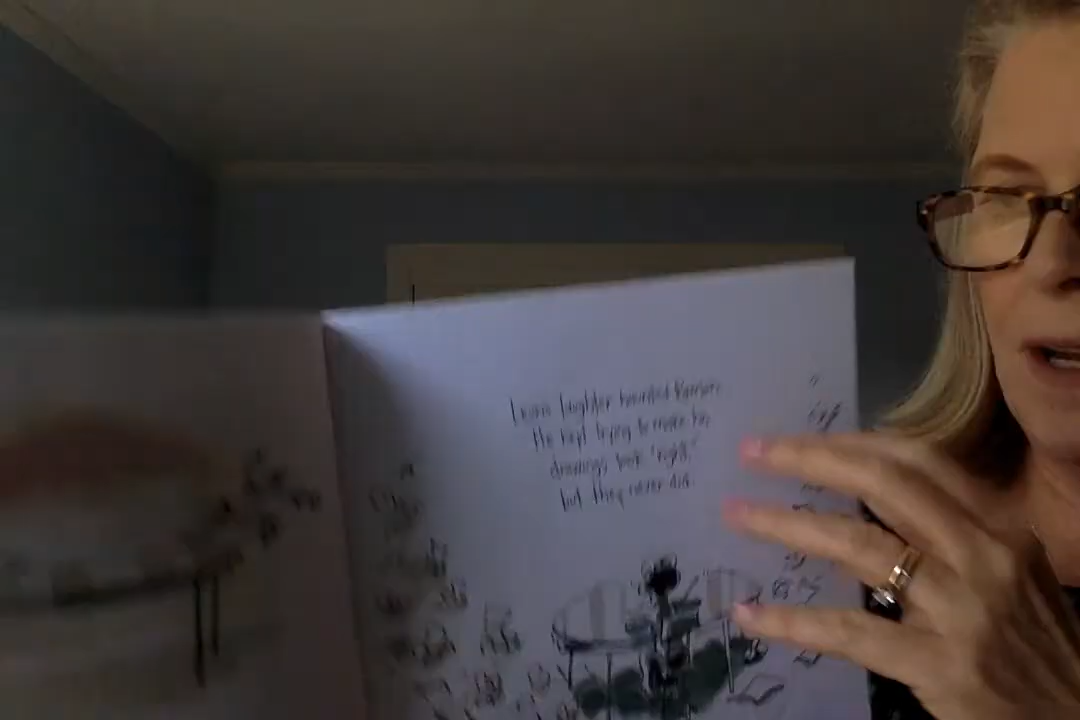 Leon's laughter haunted Ramon.
He kept trying to make his
drawings look "right,"
but they never did.